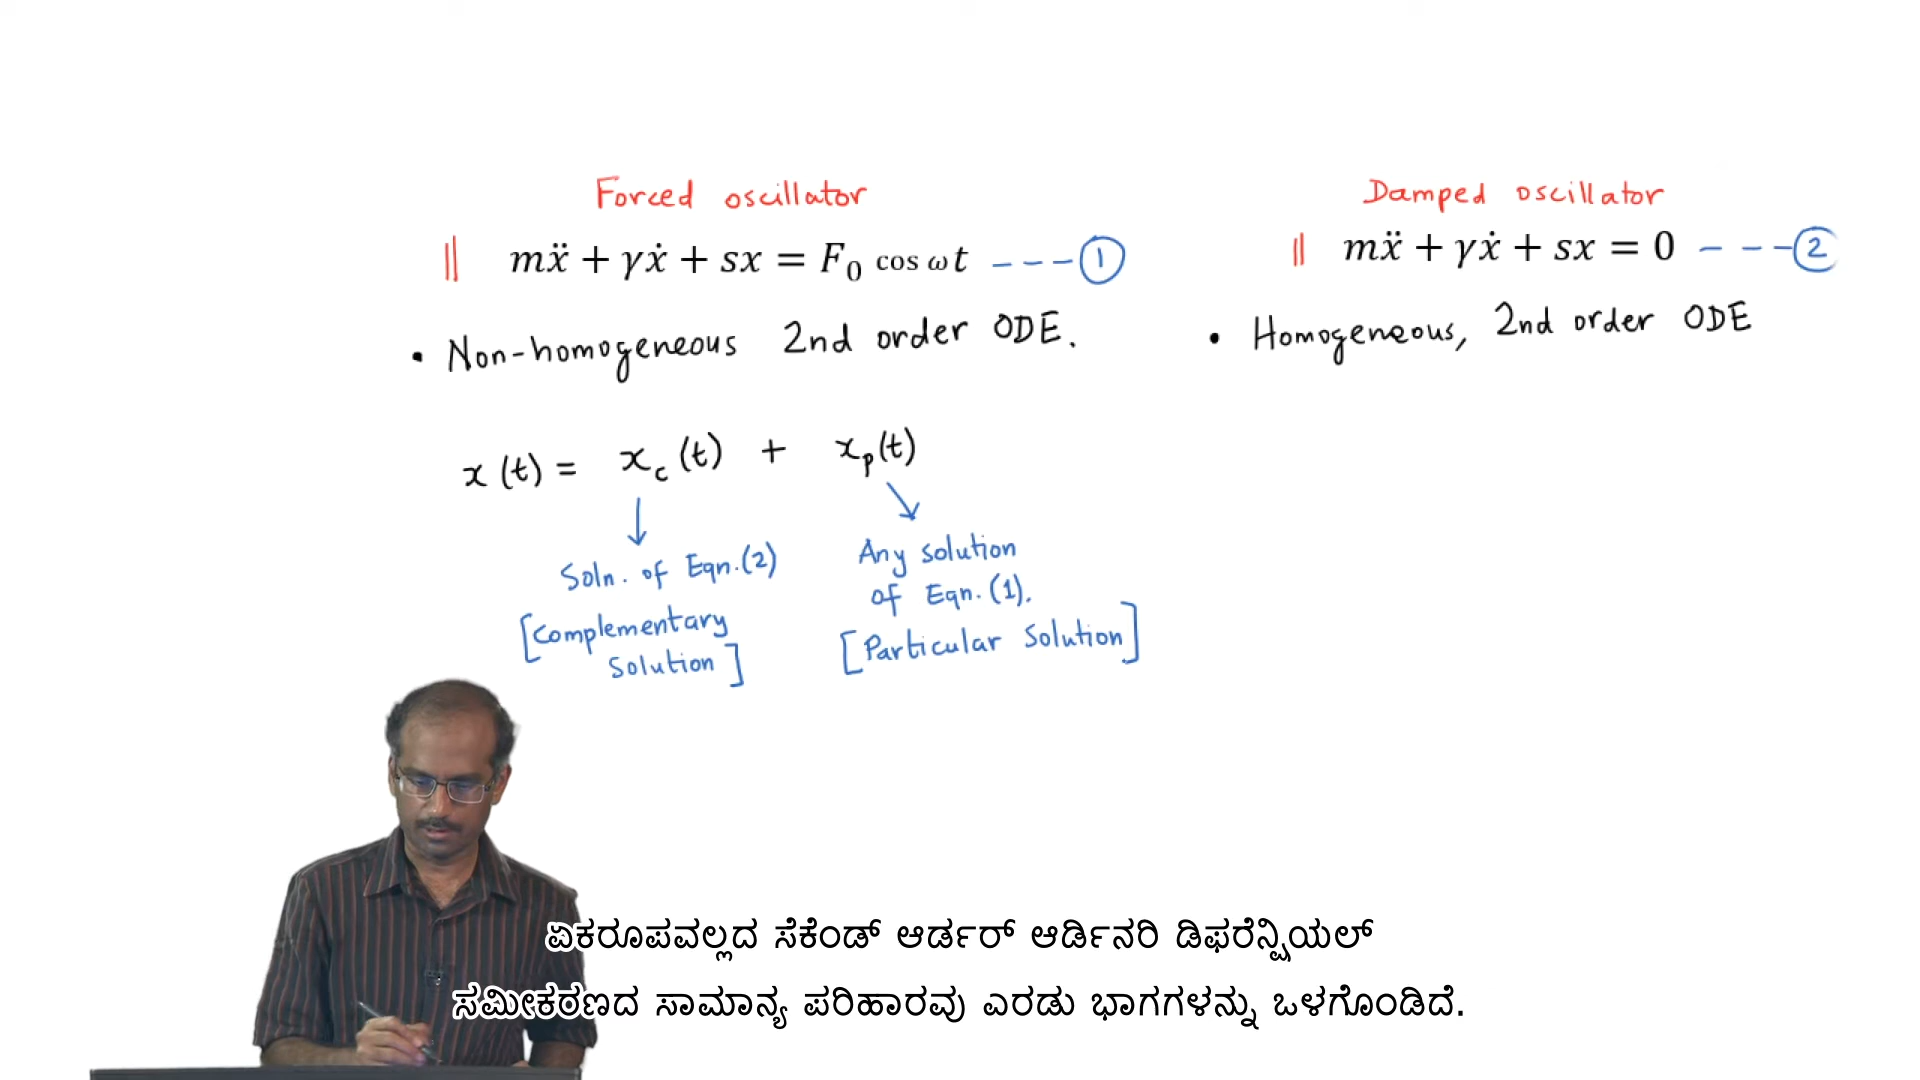 Forced oscillator
mẍ + γẋ + sx = F₀ cos ωt ---①
• Non-homogeneous 2nd order ODE.
Damped oscillator
mẍ + γẋ + sx = 0 ---②
• Homogeneous, 2nd order ODE
x(t) = x_c(t) + x_p(t)
Soln. of Eqn.(2)
[Complementary
Solution]
Any solution
of Eqn.(1).
[Particular Solution]
ಏಕರೂಪವಲ್ಲದ ಸೆಕೆಂಡ್ ಆರ್ಡರ್ ಆರ್ಡಿನರಿ ಡಿಫರೆನ್ಷಿಯಲ್
ಸಮೀಕರಣದ ಸಾಮಾನ್ಯ ಪರಿಹಾರವು ಎರಡು ಭಾಗಗಳನ್ನು ಒಳಗೊಂಡಿದೆ.